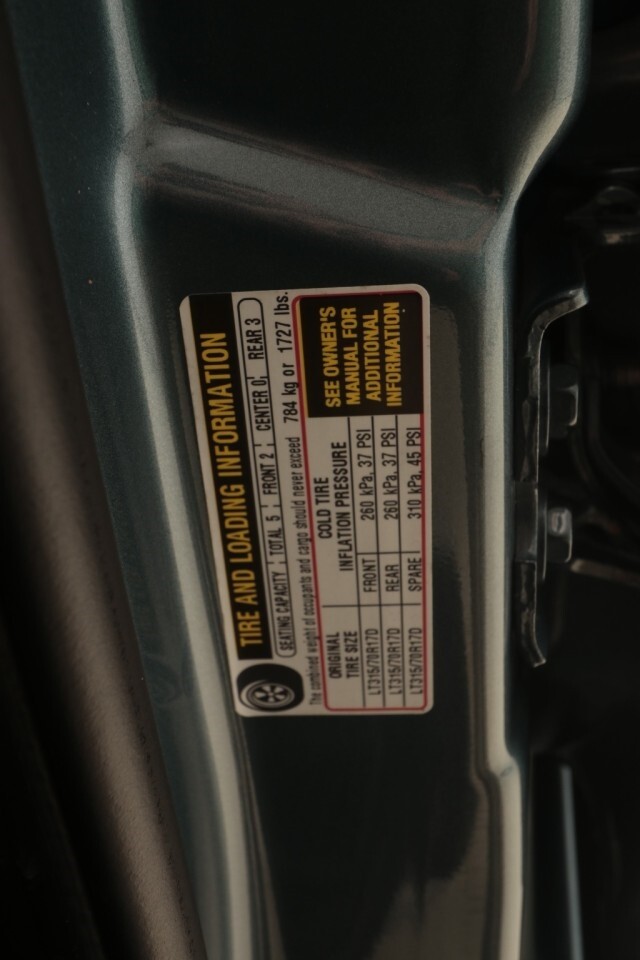 TIRE AND LOADING INFORMATION
SEATING CAPACITY TOTAL 5 FRONT 2 CENTER 0 REAR 3
The combined weight of occupants and cargo should never exceed 784 kg or 1727 lbs.
ORIGINAL TIRE SIZE COLD TIRE INFLATION PRESSURE
LT315/70R17D FRONT 260 kPa, 37 PSI
LT315/70R17D REAR 260 kPa, 37 PSI
LT315/70R17D SPARE 310 kPa, 45 PSI
SEE OWNER'S
MANUAL FOR
ADDITIONAL
INFORMATION